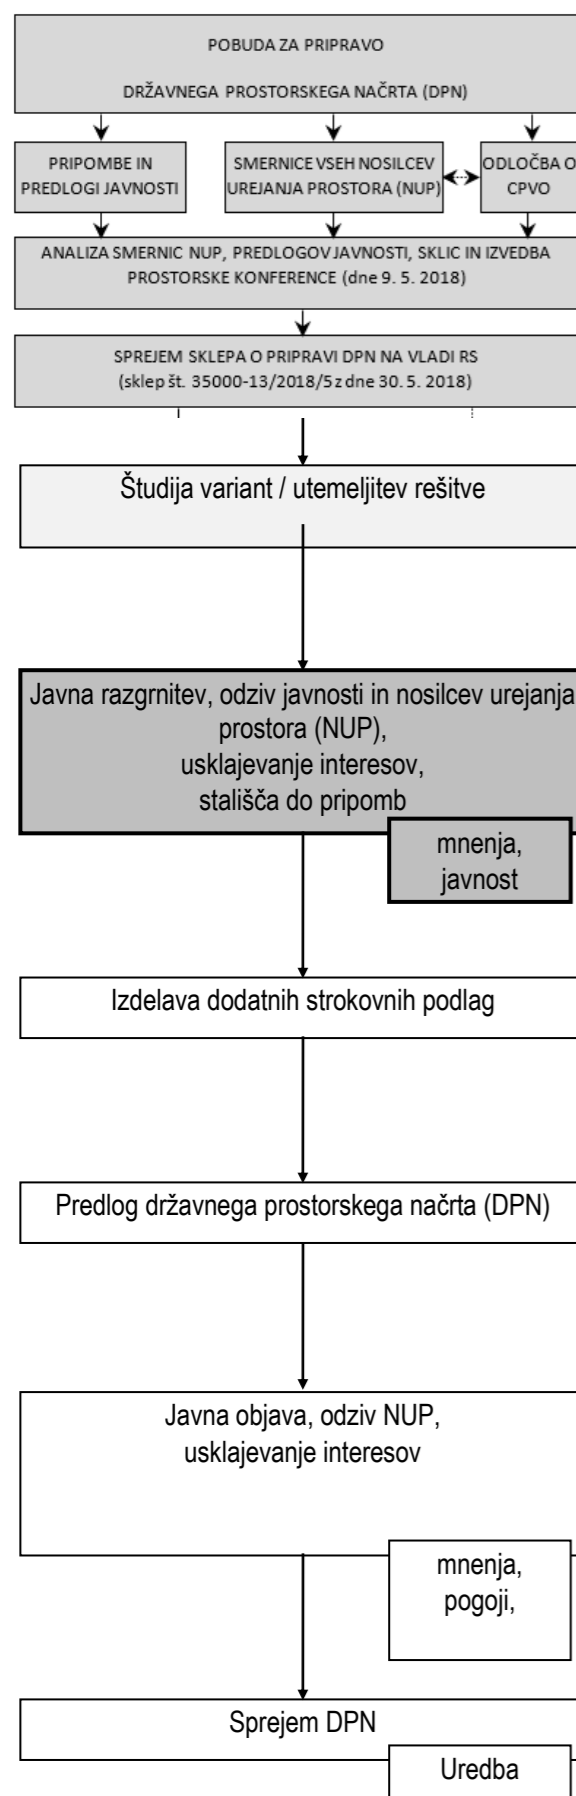 POBUDA ZA PRIPRAVO
DRŽAVNEGA PROSTORSKEGA NAČRTA (DPN)
PRIPOMBE IN
PREDLOGI JAVNOSTI
SMERNICE VSEH NOSILCEV
UREJANJA PROSTORA (NUP)
ODLOČBA O
CPVO
ANALIZA SMERNIC NUP, PREDLOGOV JAVNOSTI, SKLIC IN IZVEDBA
PROSTORSKE KONFERENCE (dne 9. 5. 2018)
SPREJEM SKLEPA O PRIPRAVI DPN NA VLADI RS
(sklep št. 35000-13/2018/5 z dne 30. 5. 2018)
Študija variant / utemeljitev rešitve
Javna razgrnitev, odziv javnosti in nosilcev urejanja
prostora (NUP),
usklajevanje interesov,
stališča do pripomb
mnenja,
javnost
Izdelava dodatnih strokovnih podlag
Predlog državnega prostorskega načrta (DPN)
Javna objava, odziv NUP,
usklajevanje interesov
mnenja,
pogoji,
Sprejem DPN
Uredba